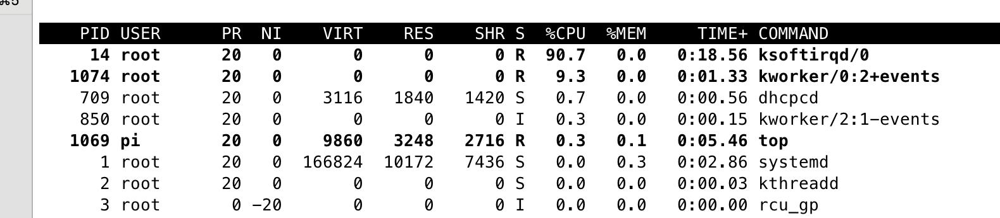 ⌘5
PID USER PR NI VIRT RES SHR S %CPU %MEM TIME+ COMMAND
14 root 20 0 0 0 0 R 90.7 0.0 0:18.56 ksoftirqd/0
1074 root 20 0 0 0 0 R 9.3 0.0 0:01.33 kworker/0:2+events
709 root 20 0 3116 1840 1420 S 0.7 0.0 0:00.56 dhcpcd
850 root 20 0 0 0 0 I 0.3 0.0 0:00.15 kworker/2:1-events
1069 pi 20 0 9860 3248 2716 R 0.3 0.1 0:05.46 top
1 root 20 0 166824 10172 7436 S 0.0 0.3 0:02.86 systemd
2 root 20 0 0 0 0 S 0.0 0.0 0:00.03 kthreadd
3 root 0 -20 0 0 0 I 0.0 0.0 0:00.00 rcu_gp